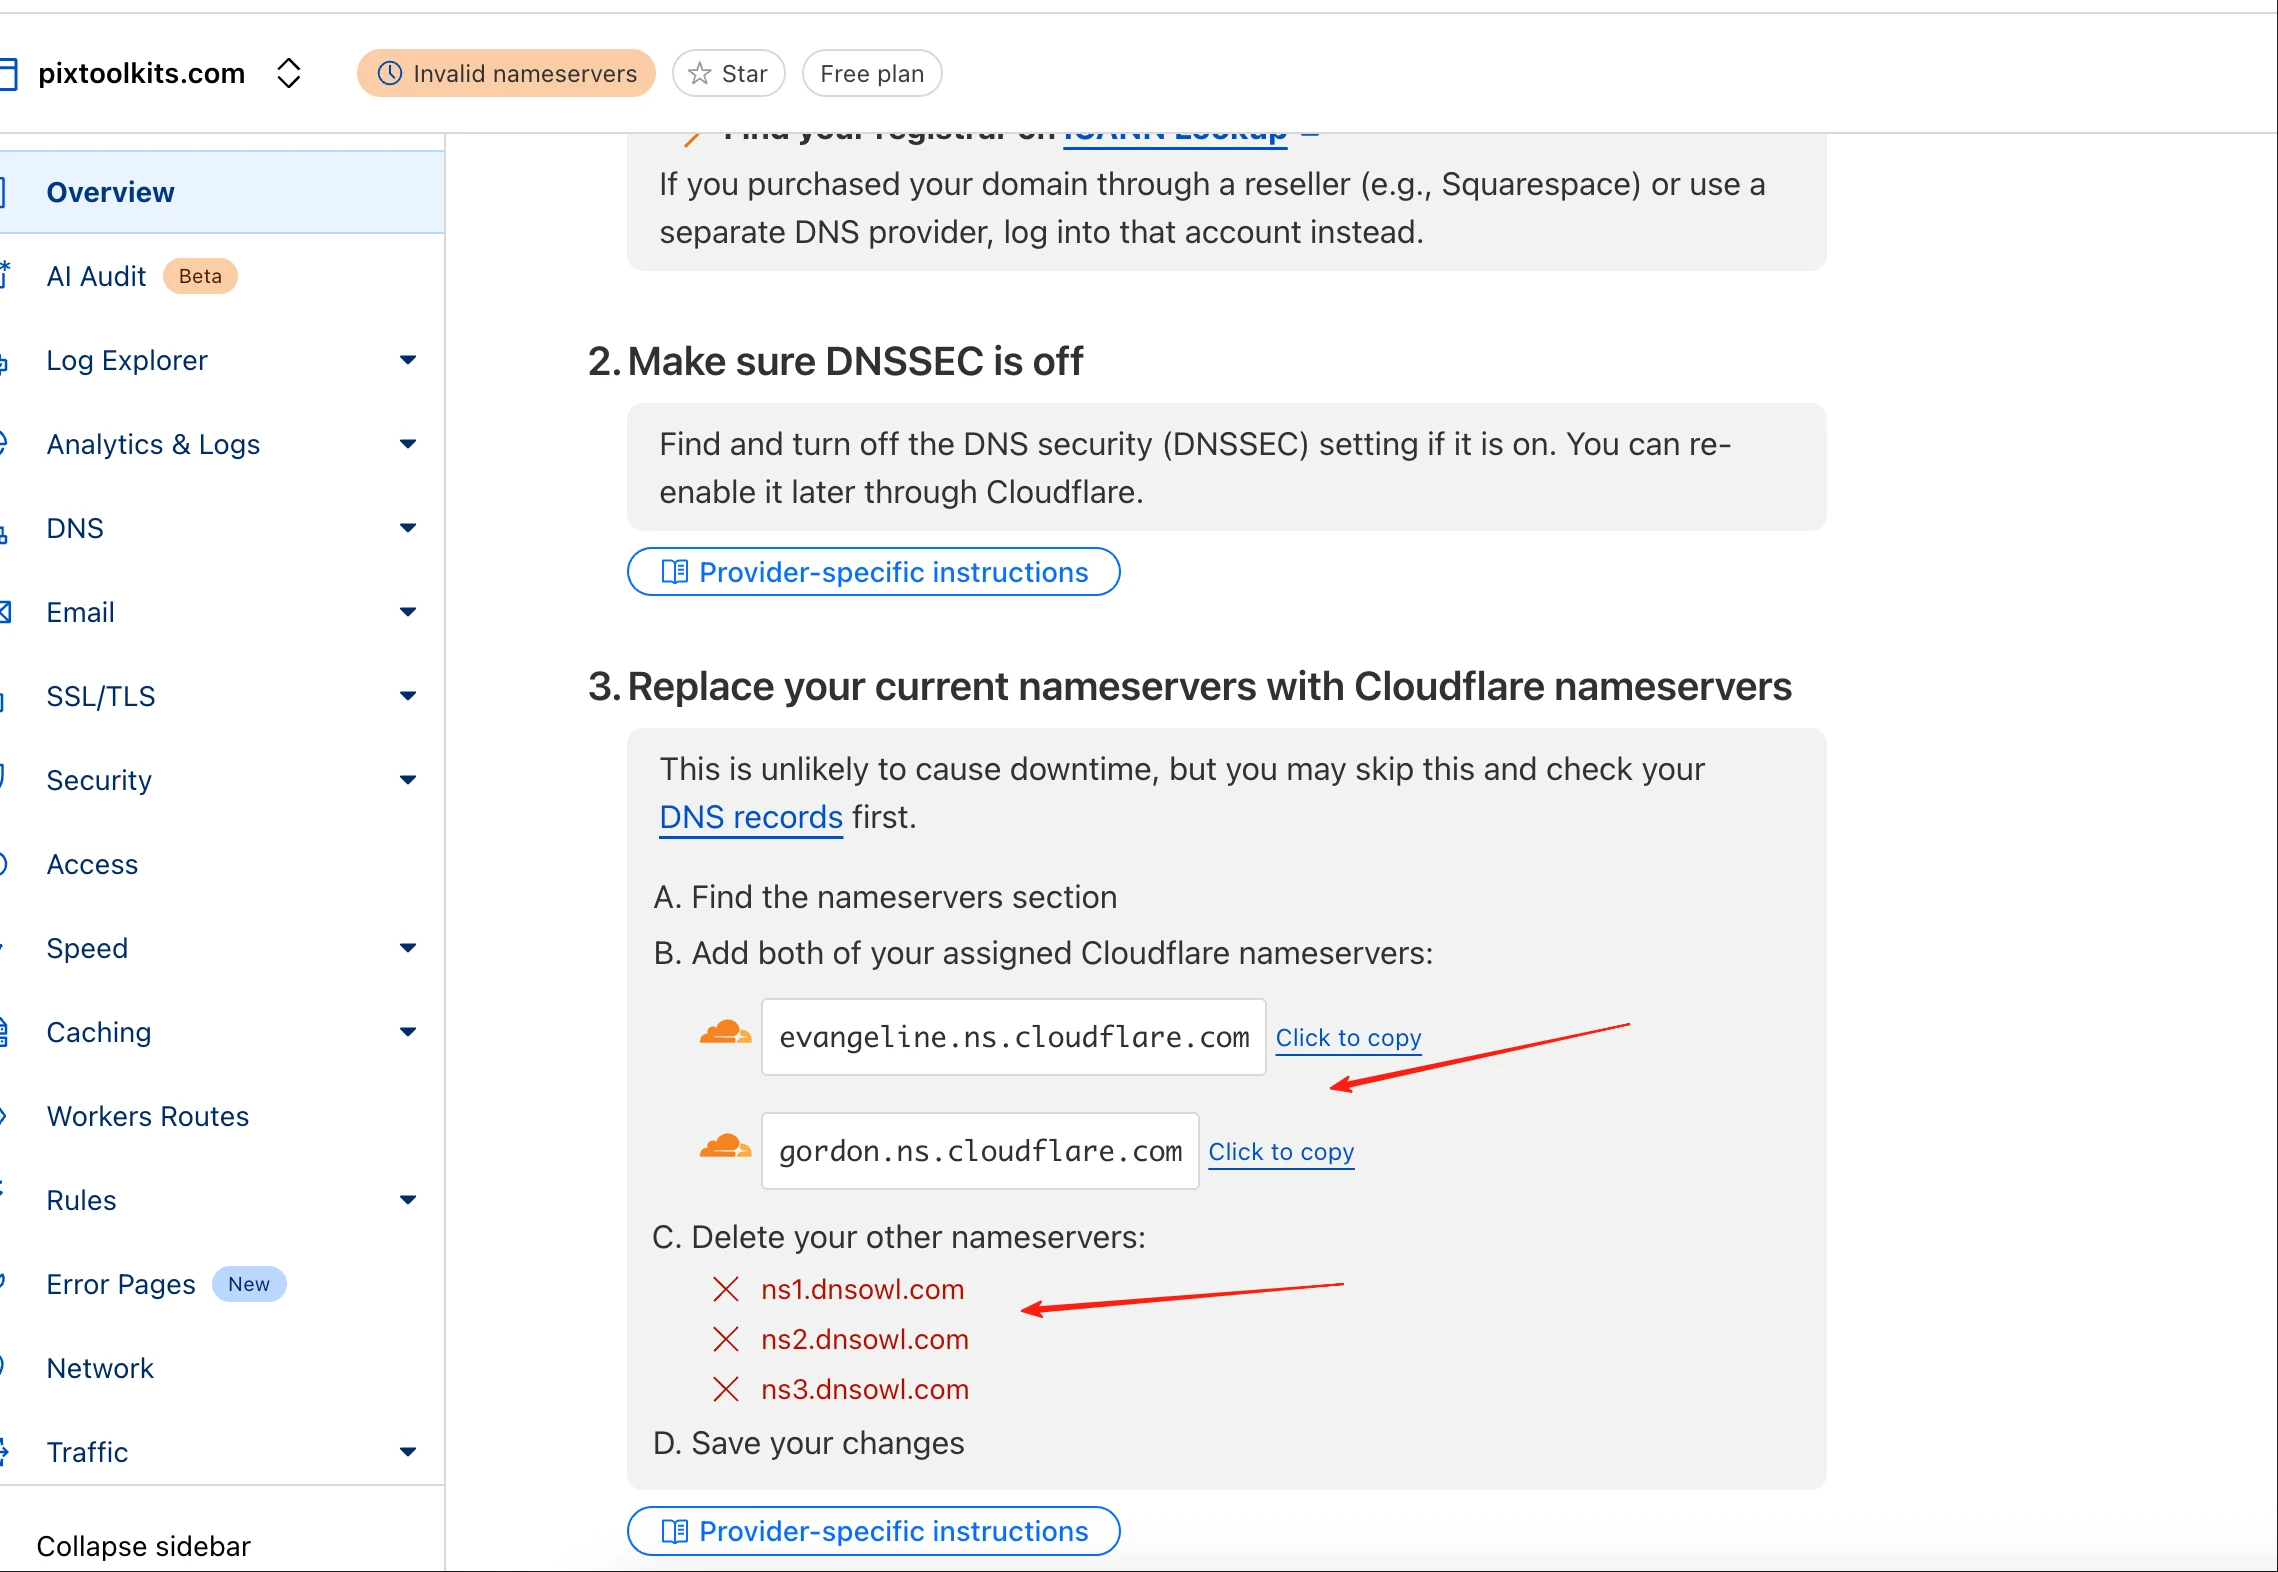 pixtoolkits.com
Invalid nameservers
Star
Free plan
Overview
AI Audit Beta
Log Explorer
Analytics & Logs
DNS
Email
SSL/TLS
Security
Access
Speed
Caching
Workers Routes
Rules
Error Pages New
Network
Traffic
Collapse sidebar
Find your registrar on ICANN Lookup
If you purchased your domain through a reseller (e.g., Squarespace) or use a
separate DNS provider, log into that account instead.
2. Make sure DNSSEC is off
Find and turn off the DNS security (DNSSEC) setting if it is on. You can re-
enable it later through Cloudflare.
Provider-specific instructions
3. Replace your current nameservers with Cloudflare nameservers
This is unlikely to cause downtime, but you may skip this and check your
DNS records first.
A. Find the nameservers section
B. Add both of your assigned Cloudflare nameservers:
evangeline.ns.cloudflare.com Click to copy
gordon.ns.cloudflare.com Click to copy
C. Delete your other nameservers:
ns1.dnsowl.com
ns2.dnsowl.com
ns3.dnsowl.com
D. Save your changes
Provider-specific instructions